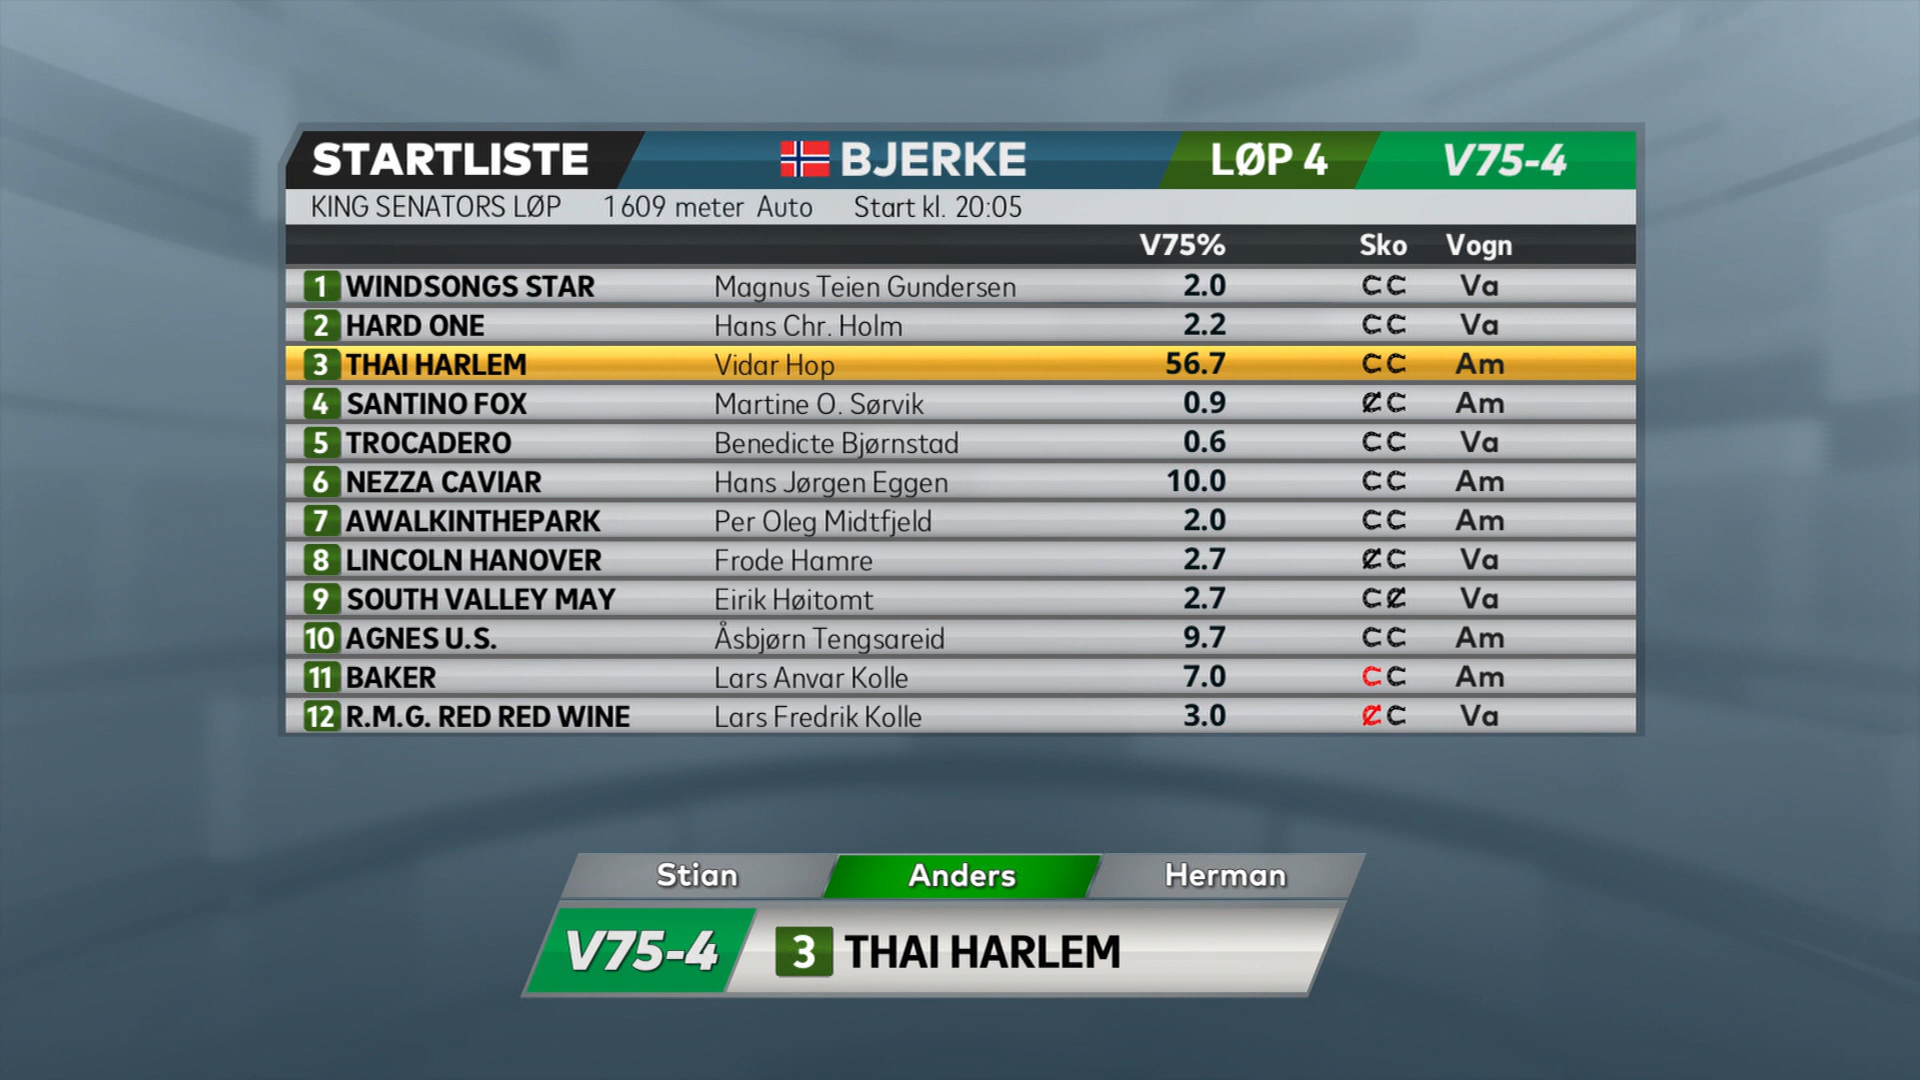 STARTLISTE BJERKE LØP 4 V75-4
KING SENATORS LØP 1609 meter Auto Start kl. 20:05
V75% Sko Vogn
1 WINDSONGS STAR Magnus Teien Gundersen 2.0 C C Va
2 HARD ONE Hans Chr. Holm 2.2 C C Va
3 THAI HARLEM Vidar Hop 56.7 C C Am
4 SANTINO FOX Martine O. Sørvik 0.9 Ȼ C Am
5 TROCADERO Benedicte Bjørnstad 0.6 C C Va
6 NEZZA CAVIAR Hans Jørgen Eggen 10.0 C C Am
7 AWALKINTHEPARK Per Oleg Midtfjeld 2.0 C C Am
8 LINCOLN HANOVER Frode Hamre 2.7 Ȼ C Va
9 SOUTH VALLEY MAY Eirik Høitomt 2.7 C Ȼ Va
10 AGNES U.S. Åsbjørn Tengsareid 9.7 C C Am
11 BAKER Lars Anvar Kolle 7.0 C C Am
12 R.M.G. RED RED WINE Lars Fredrik Kolle 3.0 Ȼ C Va
Stian Anders Herman
V75-4 3 THAI HARLEM